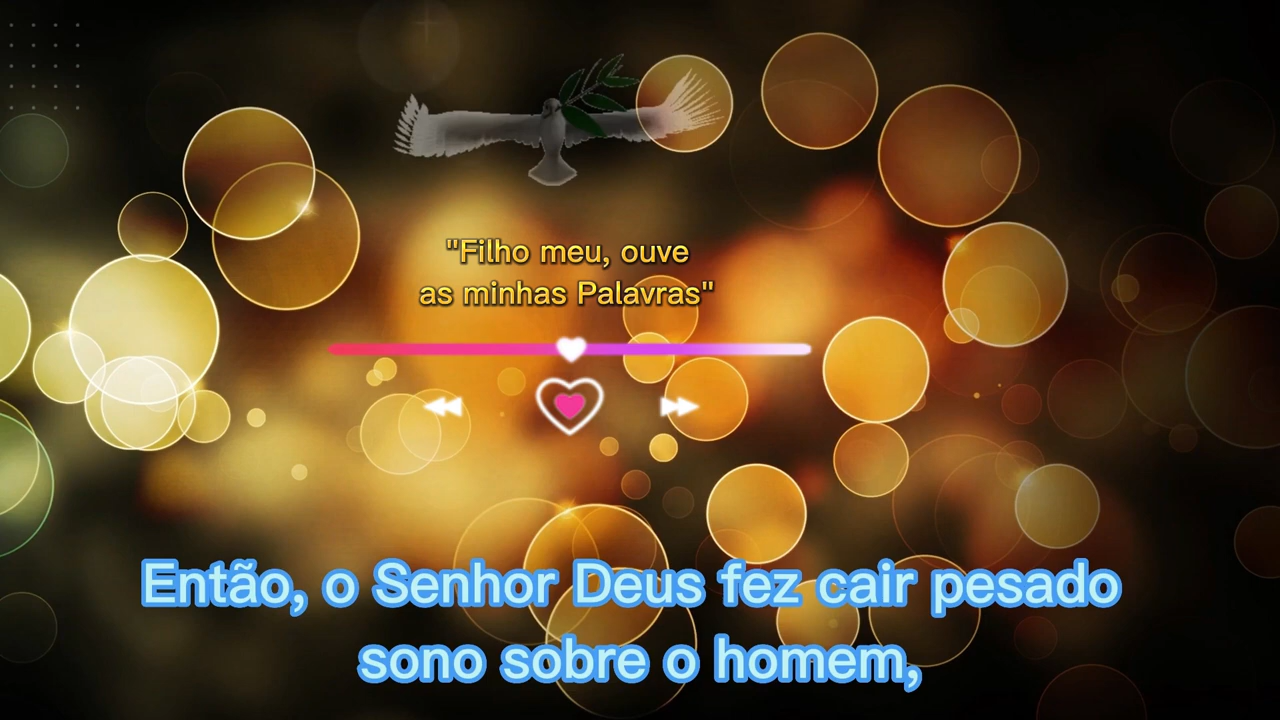 "Filho meu, ouve
as minhas Palavras"
Então, o Senhor Deus fez cair pesado
sono sobre o homem,